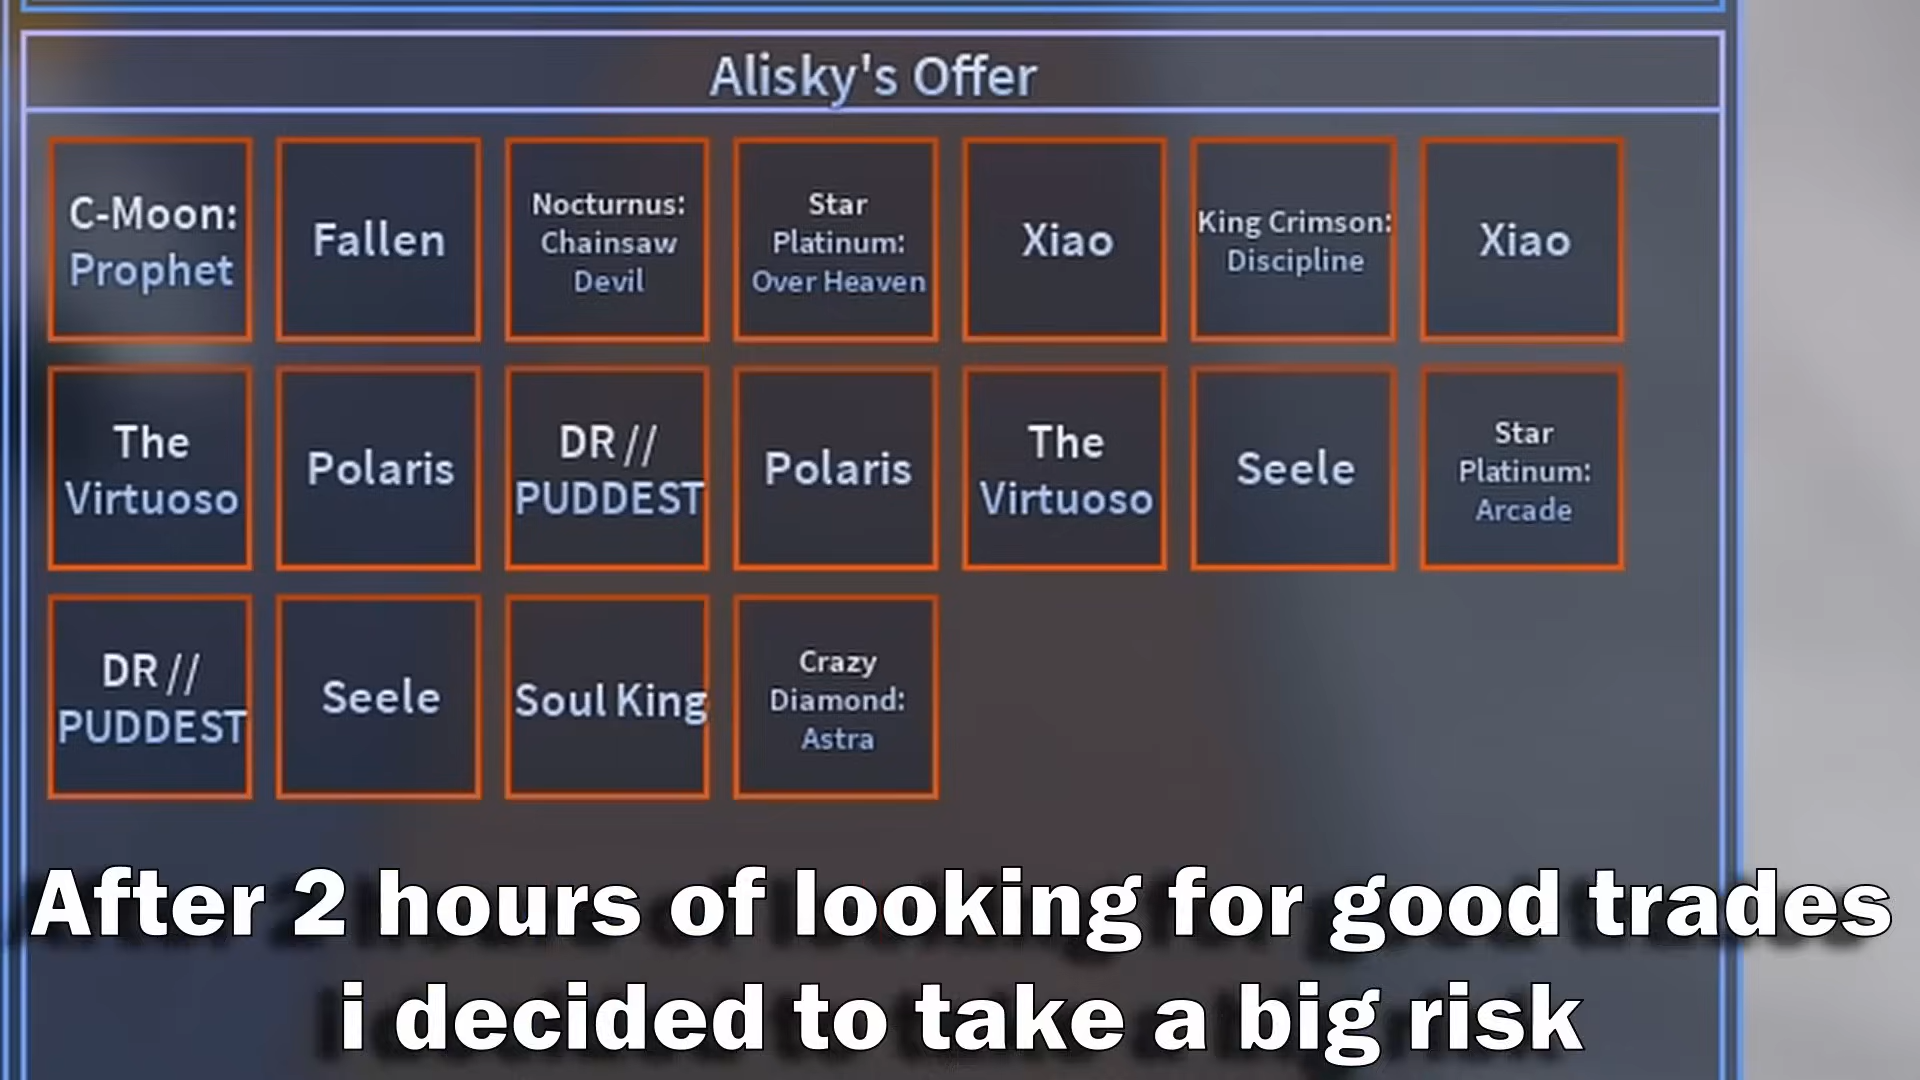 Alisky's Offer
C-Moon:
Prophet
Fallen
Nocturnus:
Chainsaw
Devil
Star
Platinum:
Over Heaven
Xiao
King Crimson:
Discipline
Xiao
The
Virtuoso
Polaris
DR //
PUDDEST
Polaris
The
Virtuoso
Seele
Star
Platinum:
Arcade
DR //
PUDDEST
Seele
Soul King
Crazy
Diamond:
Astra
After 2 hours of looking for good trades
i decided to take a big risk